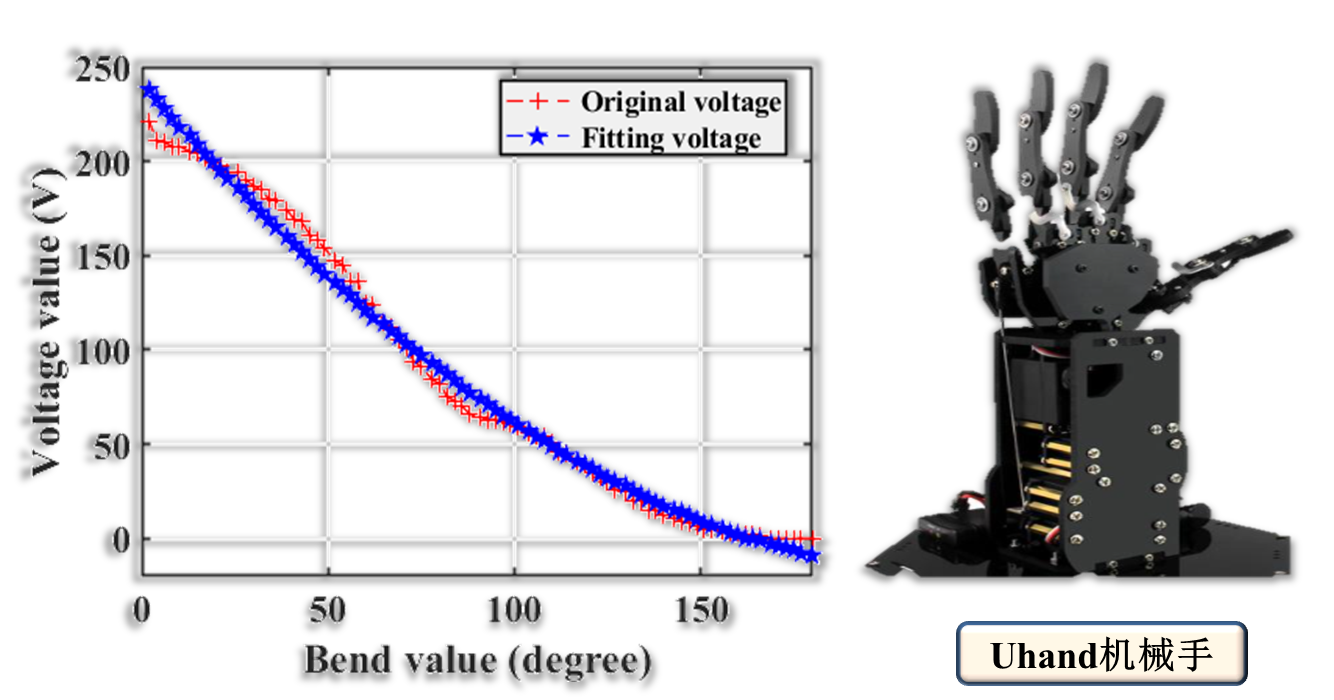 250
200
150
100
50
0
0
50
100
150
Voltage value (V)
Bend value (degree)
Original voltage
Fitting voltage
Uhand机械手